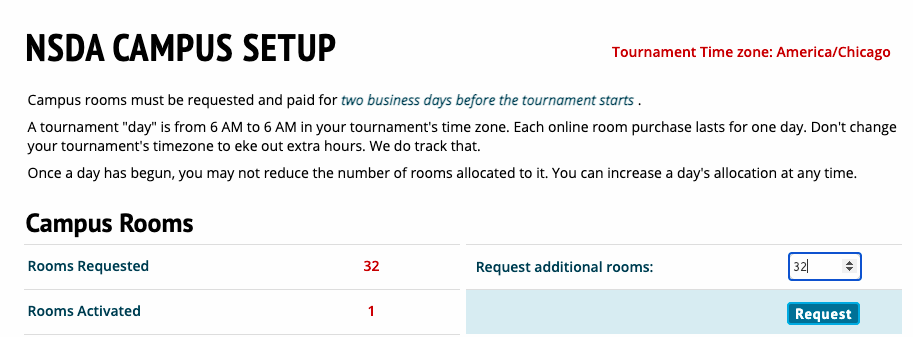 NSDA CAMPUS SETUP
Tournament Time zone: America/Chicago
Campus rooms must be requested and paid for two business days before the tournament starts .
A tournament "day" is from 6 AM to 6 AM in your tournament's time zone. Each online room purchase lasts for one day. Don't change
your tournament's timezone to eke out extra hours. We do track that.
Once a day has begun, you may not reduce the number of rooms allocated to it. You can increase a day's allocation at any time.
Campus Rooms
Rooms Requested 32
Request additional rooms: 32
Rooms Activated 1
Request